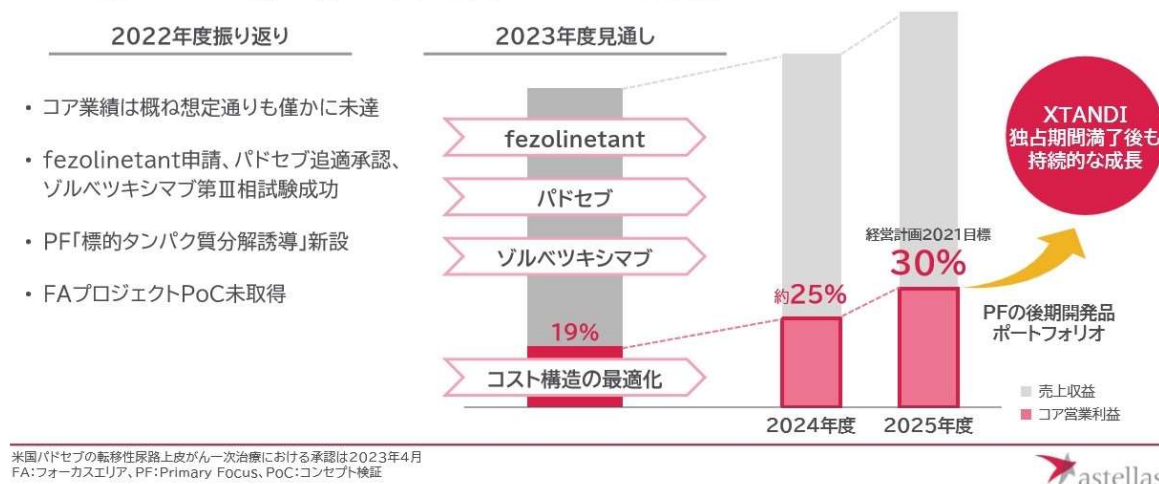 2022年度振り返り
• コア業績は概ね想定通りも僅かに未達
• fezolinetant申請、パドセブ追適承認、
ゾルベツキシマブ第Ⅲ相試験成功
• PF「標的タンパク質分解誘導」新設
• FAプロジェクトPoC未取得
2023年度見通し
fezolinetant
パドセブ
ゾルベツキシマブ
19%
コスト構造の最適化
約25%
経営計画2021目標
30%
2024年度
2025年度
XTANDI
独占期間満了後も
持続的な成長
PFの後期開発品
ポートフォリオ
売上収益
コア営業利益
米国パドセブの転移性尿路上皮がん一次治療における承認は2023年4月
FA:フォーカスエリア、PF:Primary Focus、PoC:コンセプト検証
astellas